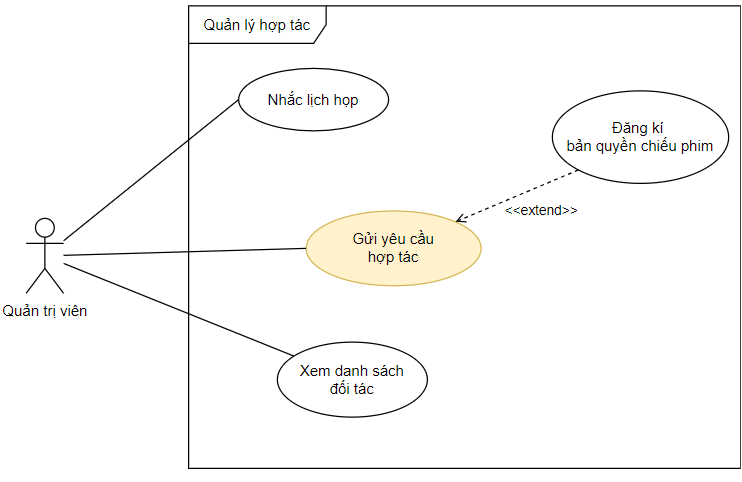 Quản lý hợp tác
Nhắc lịch họp
Đăng kí
bản quyền chiếu phim
<<extend>>
Gửi yêu cầu
hợp tác
Quản trị viên
Xem danh sách
đối tác